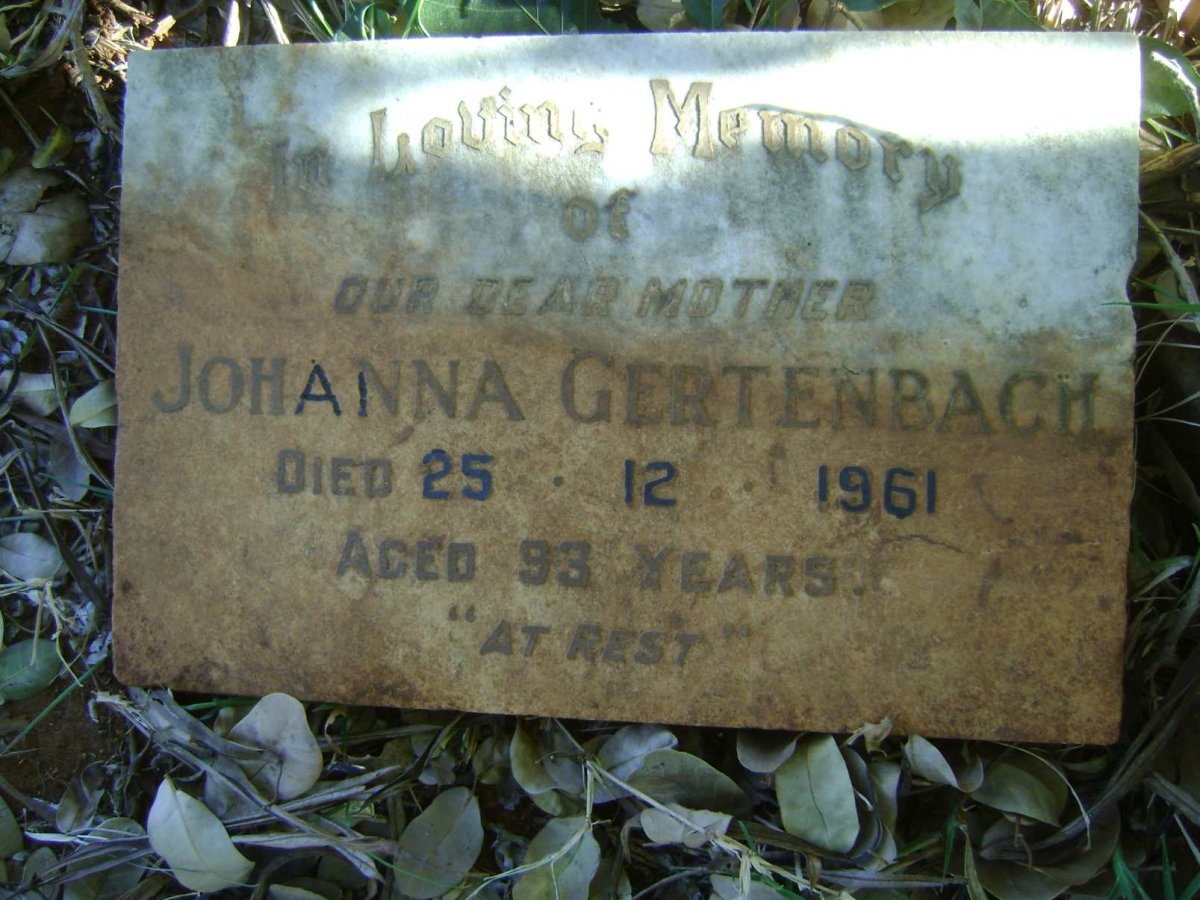 In Loving Memory
of
OUR DEAR MOTHER
JOHANNA GERTENBACH
DIED 25 · 12 · 1961
AGED 93 YEARS.
"AT REST"